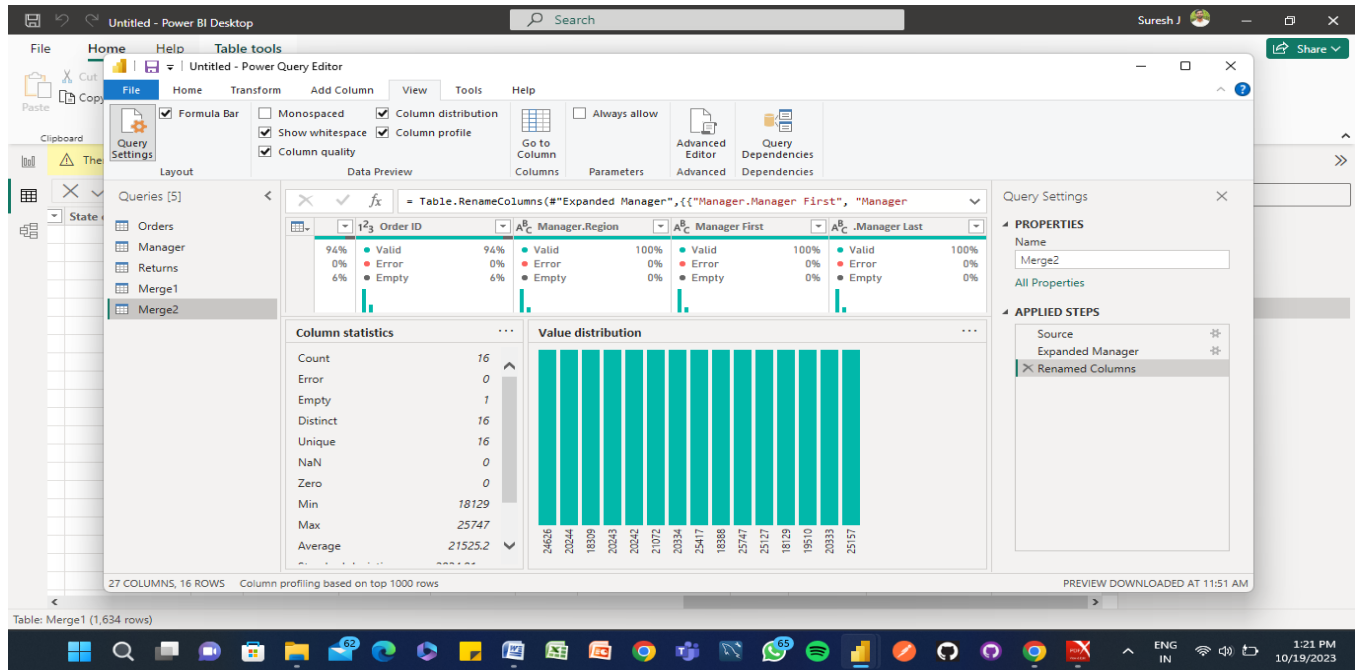 Untitled - Power BI Desktop
Search
Suresh J
File Home Help Table tools
Share
Untitled - Power Query Editor
Cut
Copy
Paste
Clipboard
File Home Transform Add Column View Tools Help
Query Settings
Formula Bar
Layout
Monospaced
Show whitespace
Column quality
Column distribution
Column profile
Data Preview
Go to Column
Columns
Always allow
Parameters
Advanced Editor
Advanced
Query Dependencies
Dependencies
The
State
Queries [5]
Orders
Manager
Returns
Merge1
Merge2
fx = Table.RenameColumns(#"Expanded Manager",{{"Manager.Manager First", "Manager
1²3 Order ID ABC Manager.Region ABC Manager First ABC .Manager Last
94% Valid 94% Valid 100% Valid 100% Valid 100%
0% Error 0% Error 0% Error 0% Error 0%
6% Empty 6% Empty 0% Empty 0% Empty 0%
Column statistics ...
Count 16
Error 0
Empty 1
Distinct 16
Unique 16
NaN 0
Zero 0
Min 18129
Max 25747
Average 21525.2
Value distribution ...
24626 20244 18309 20243 20242 21072 20334 25417 18388 25747 25127 18129 19510 20333 25157
Query Settings
PROPERTIES
Name
Merge2
All Properties
APPLIED STEPS
Source
Expanded Manager
Renamed Columns
27 COLUMNS, 16 ROWS Column profiling based on top 1000 rows
PREVIEW DOWNLOADED AT 11:51 AM
Table: Merge1 (1,634 rows)
62
65
ENG
IN
1:21 PM
10/19/2023